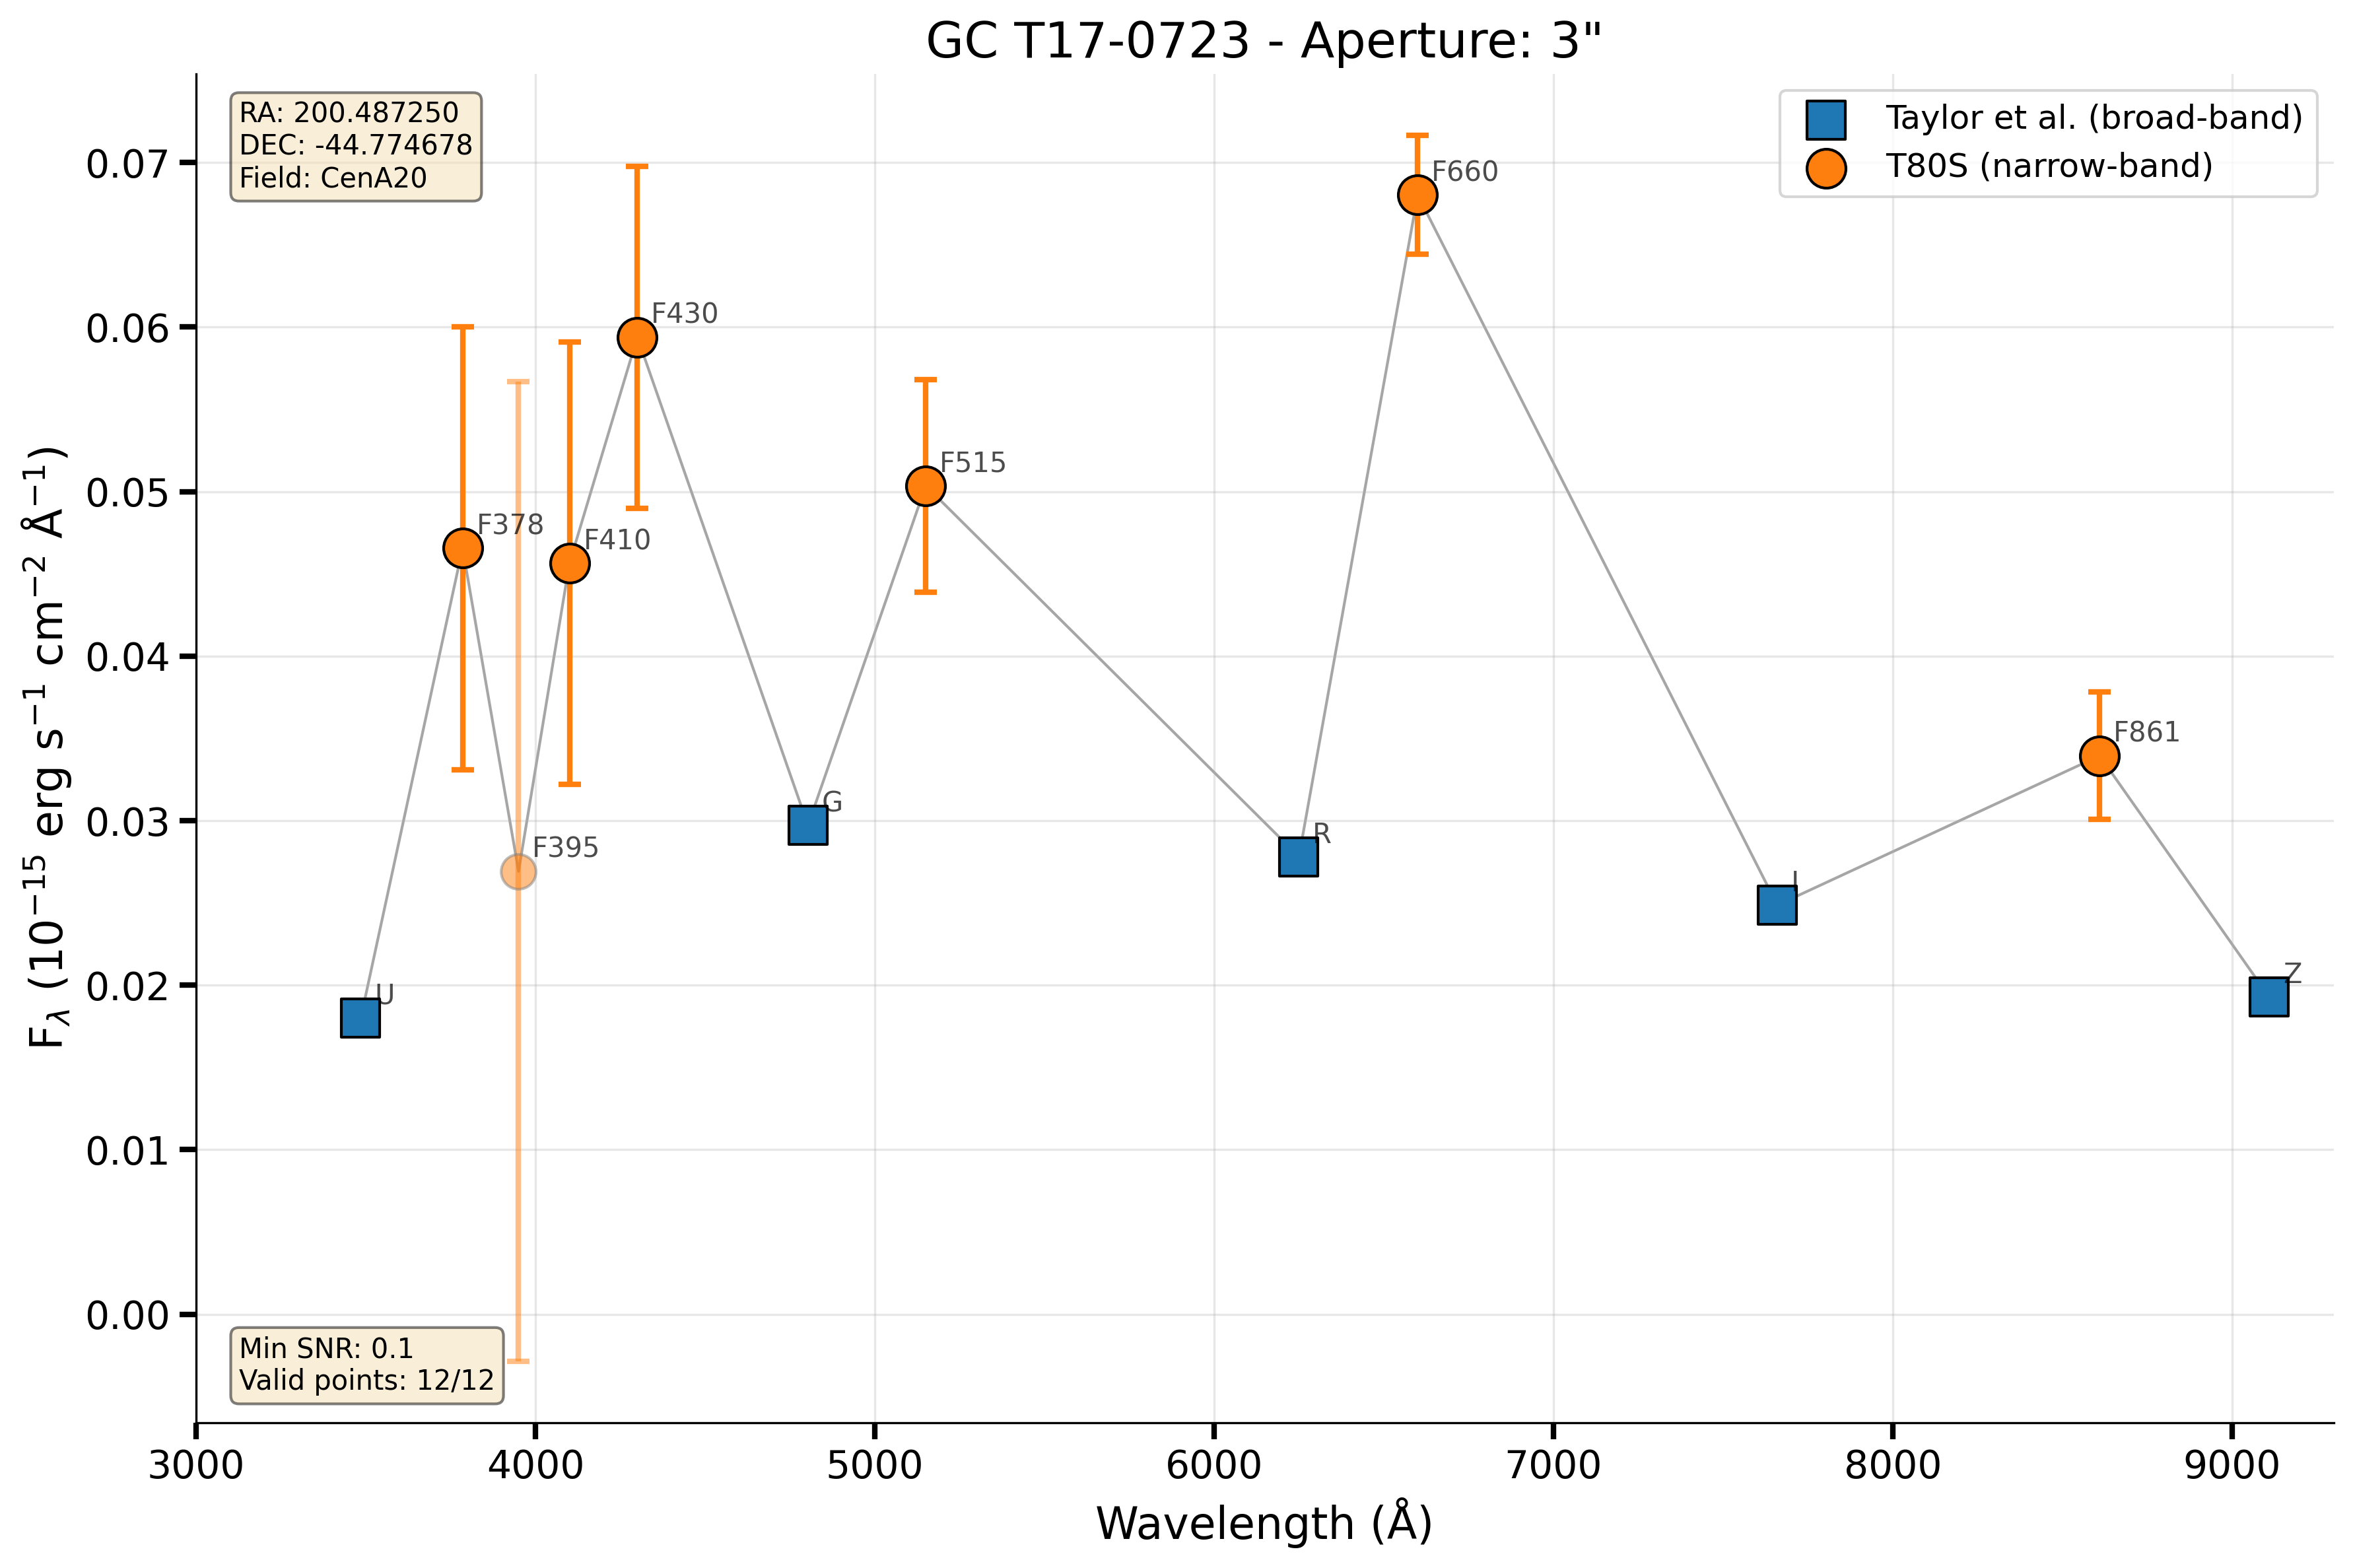 GC T17-0723 - Aperture: 3"
RA: 200.487250
DEC: -44.774678
Field: CenA20
Taylor et al. (broad-band)
T80S (narrow-band)
F660
F430
F515
F378
F410
F861
G
R
F395
I
Z
U
0.07
0.06
0.05
0.04
0.03
0.02
0.01
0.00
F_λ (10⁻¹⁵ erg s⁻¹ cm⁻² Å⁻¹)
Min SNR: 0.1
Valid points: 12/12
3000 4000 5000 6000 7000 8000 9000
Wavelength (Å)